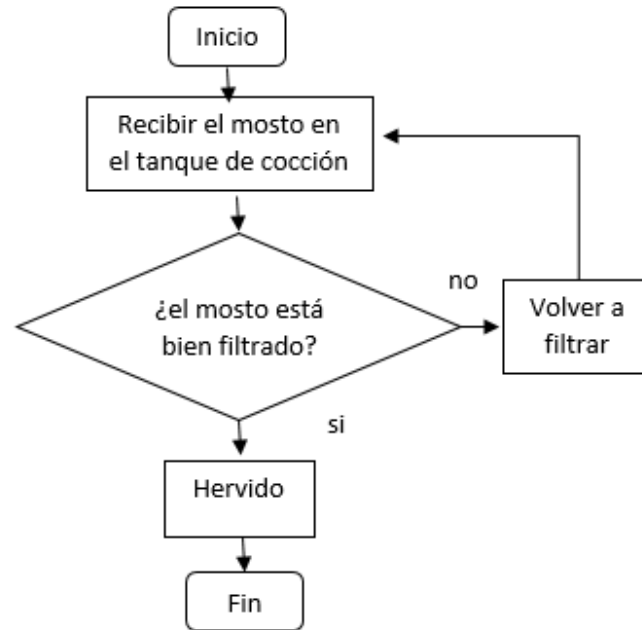 Inicio
Recibir el mosto en
el tanque de cocción
¿el mosto está
bien filtrado?
no
Volver a
filtrar
si
Hervido
Fin